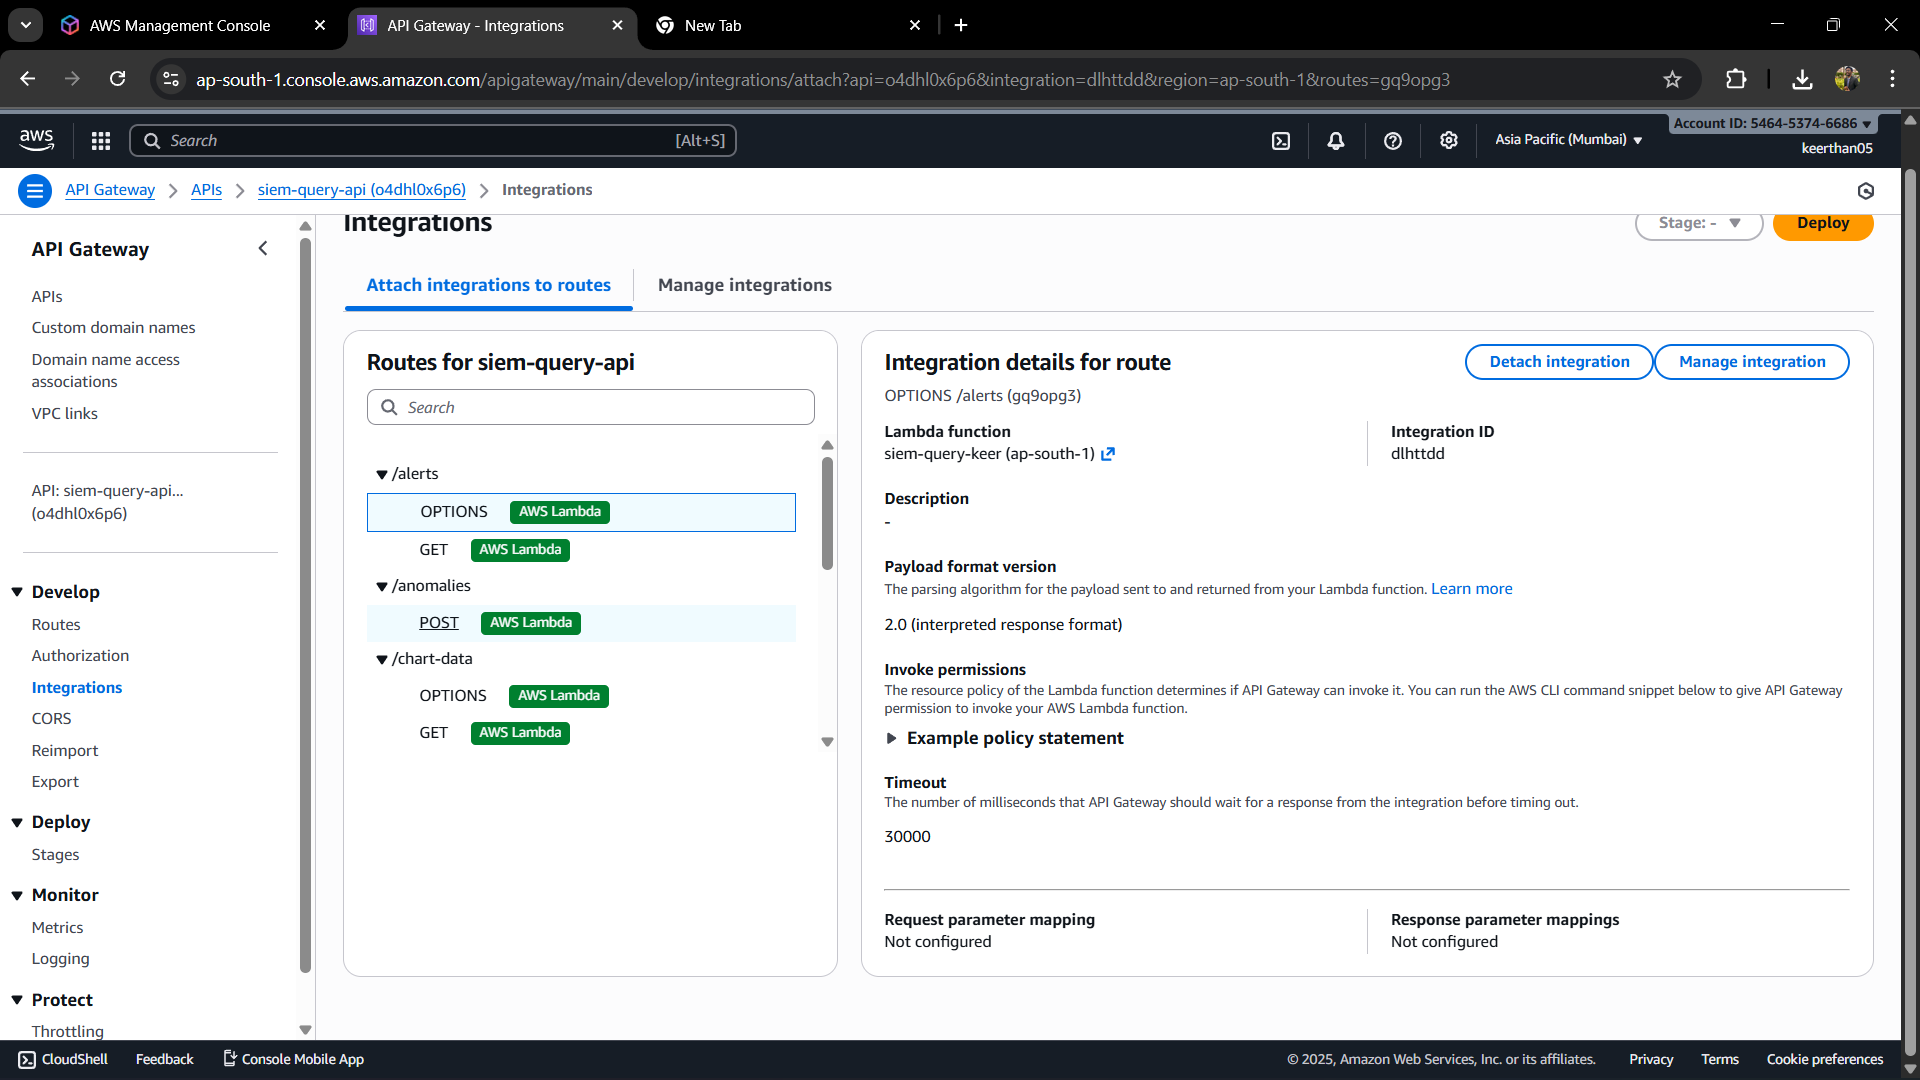 AWS Management Console
API Gateway - Integrations
New Tab
ap-south-1.console.aws.amazon.com/apigateway/main/develop/integrations/attach?api=o4dhl0x6p6&integration=dlhttdd&region=ap-south-1&routes=gq9opg3
aws
Search
[Alt+S]
Asia Pacific (Mumbai)
Account ID: 5464-5374-6686
keerthan05
API Gateway
APIs
siem-query-api (o4dhl0x6p6)
Integrations
API Gateway
APIs
Custom domain names
Domain name access
associations
VPC links
API: siem-query-api...
(o4dhl0x6p6)
Develop
Routes
Authorization
Integrations
CORS
Reimport
Export
Deploy
Stages
Monitor
Metrics
Logging
Protect
Throttling
Integrations
Stage: -
Deploy
Attach integrations to routes
Manage integrations
Routes for siem-query-api
Search
/alerts
OPTIONS AWS Lambda
GET AWS Lambda
/anomalies
POST AWS Lambda
/chart-data
OPTIONS AWS Lambda
GET AWS Lambda
Integration details for route
Detach integration
Manage integration
OPTIONS /alerts (gq9opg3)
Lambda function
siem-query-keer (ap-south-1)
Integration ID
dlhttdd
Description
-
Payload format version
The parsing algorithm for the payload sent to and returned from your Lambda function. Learn more
2.0 (interpreted response format)
Invoke permissions
The resource policy of the Lambda function determines if API Gateway can invoke it. You can run the AWS CLI command snippet below to give API Gateway
permission to invoke your AWS Lambda function.
Example policy statement
Timeout
The number of milliseconds that API Gateway should wait for a response from the integration before timing out.
30000
Request parameter mapping
Not configured
Response parameter mappings
Not configured
CloudShell
Feedback
Console Mobile App
© 2025, Amazon Web Services, Inc. or its affiliates.
Privacy
Terms
Cookie preferences